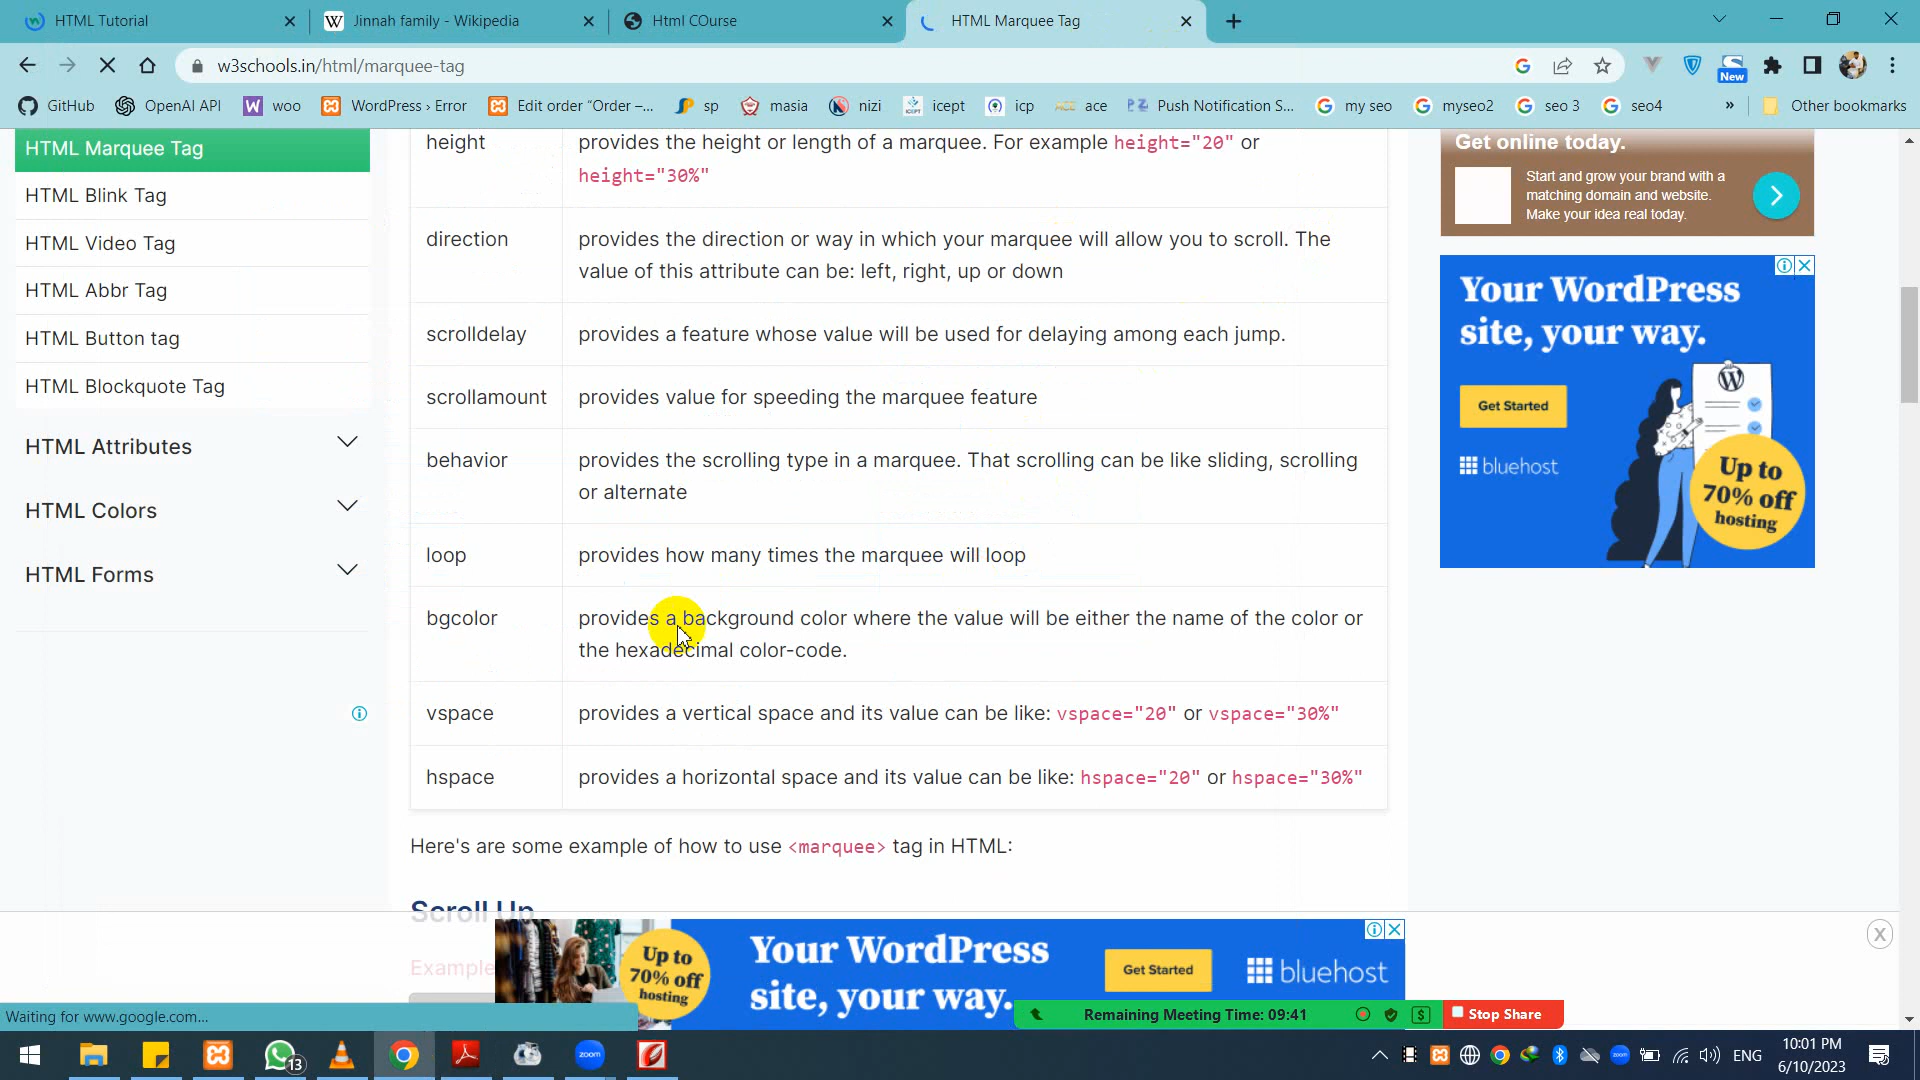 HTML Tutorial
Jinnah family - Wikipedia
Html COurse
HTML Marquee Tag
w3schools.in/html/marquee-tag
New
GitHub
OpenAI API
woo
WordPress › Error
Edit order “Order –...
sp
masia
nizi
icept
icp
ace
Push Notification S...
my seo
myseo2
seo 3
seo4
»
Other bookmarks
HTML Marquee Tag
HTML Blink Tag
HTML Video Tag
HTML Abbr Tag
HTML Button tag
HTML Blockquote Tag
HTML Attributes
HTML Colors
HTML Forms
height
provides the height or length of a marquee. For example height="20" or
height="30%"
direction
provides the direction or way in which your marquee will allow you to scroll. The
value of this attribute can be: left, right, up or down
scrolldelay
provides a feature whose value will be used for delaying among each jump.
scrollamount
provides value for speeding the marquee feature
behavior
provides the scrolling type in a marquee. That scrolling can be like sliding, scrolling
or alternate
loop
provides how many times the marquee will loop
bgcolor
provides a background color where the value will be either the name of the color or
the hexadecimal color-code.
vspace
provides a vertical space and its value can be like: vspace="20" or vspace="30%"
hspace
provides a horizontal space and its value can be like: hspace="20" or hspace="30%"
Here's are some example of how to use <marquee> tag in HTML:
Scroll Up
Example
Get online today.
Start and grow your brand with a
matching domain and website.
Make your idea real today.
Your WordPress
site, your way.
Get Started
bluehost
Up to
70% off
hosting
Up to
70% off
hosting
Your WordPress
site, your way.
Get Started
bluehost
X
Waiting for www.google.com...
Remaining Meeting Time: 09:41
Stop Share
13
zoom
ENG
10:01 PM
6/10/2023